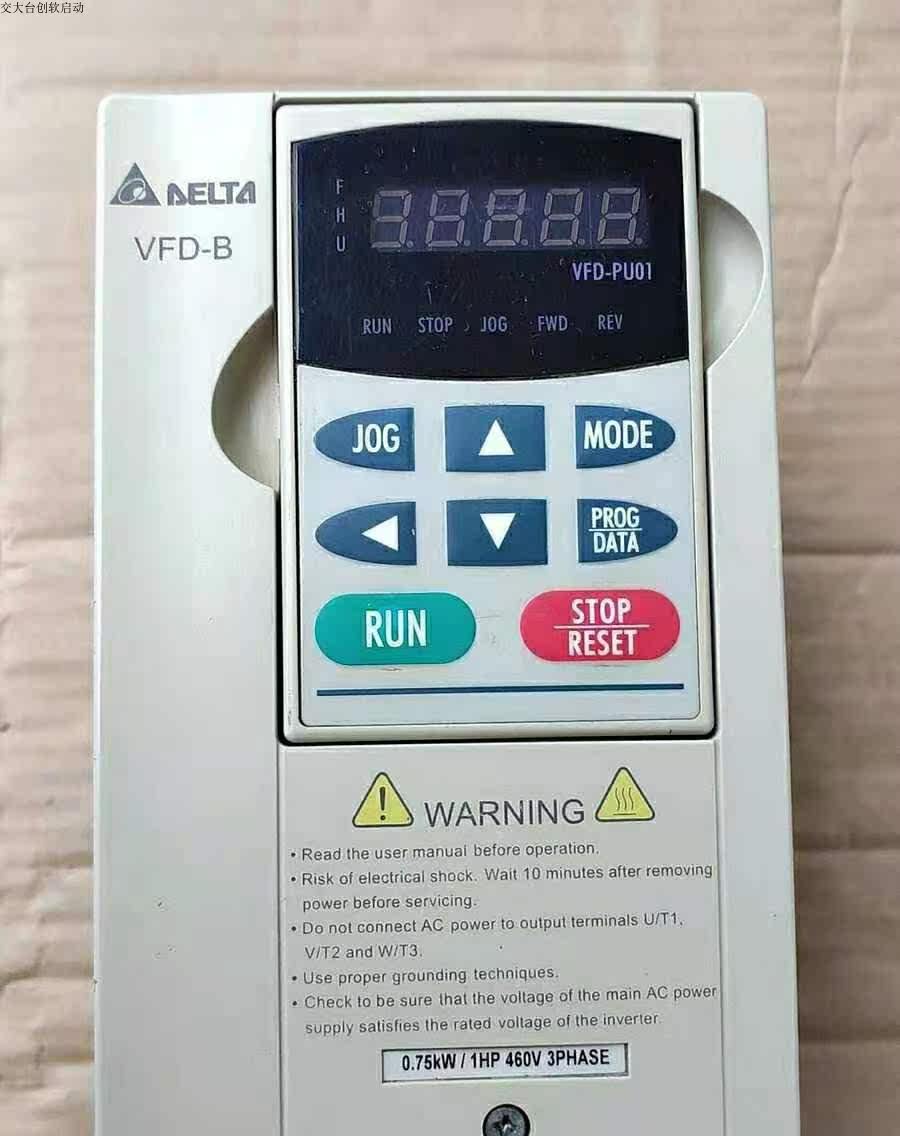 交大台创软启动
DELTA
VFD-B
F
H
U
VFD-PU01
RUN STOP JOG FWD REV
JOG
MODE
PROG
DATA
RUN
STOP
RESET
WARNING
• Read the user manual before operation.
• Risk of electrical shock. Wait 10 minutes after removing
power before servicing.
• Do not connect AC power to output terminals U/T1,
V/T2 and W/T3.
• Use proper grounding techniques.
• Check to be sure that the voltage of the main AC power
supply satisfies the rated voltage of the inverter.
0.75kW / 1HP 460V 3PHASE